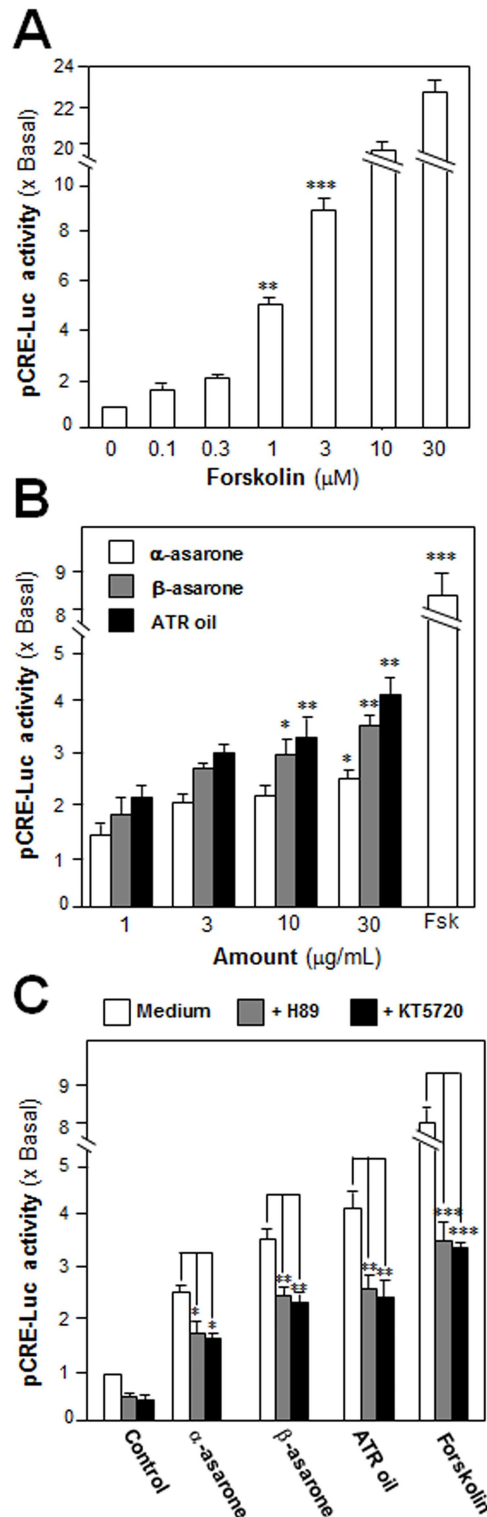 A
pCRE-Luc activity (x Basal)
24
22
20
10
8
6
4
2
0
**
***
0 0.1 0.3 1 3 10 30
Forskolin (μM)
B
pCRE-Luc activity (x Basal)
α-asarone
β-asarone
ATR oil
9
8
5
4
3
2
1
0
* ** * ** ** ***
1 3 10 30 Fsk
Amount (μg/mL)
C
Medium + H89 + KT5720
pCRE-Luc activity (x Basal)
9
8
5
4
3
2
1
0
* * ** ** ** ** *** ***
Control α-asarone β-asarone ATR oil Forskolin